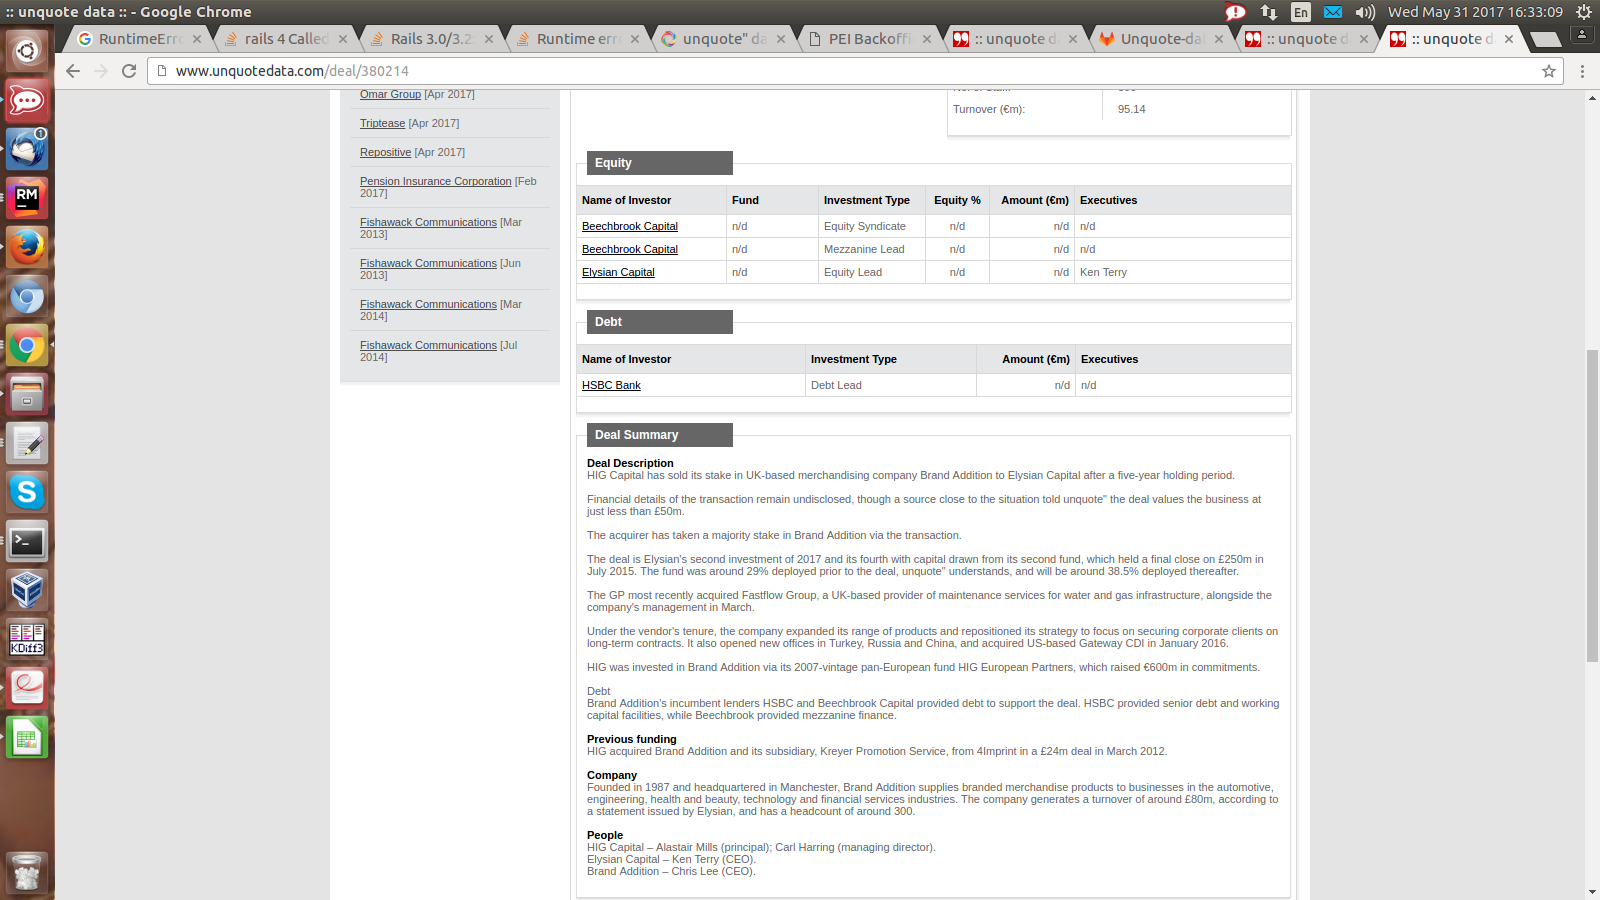 :: unquote data :: - Google Chrome
En
Wed May 31 2017 16:33:09
RuntimeErro
rails 4 Called
Rails 3.0/3.2
Runtime erro
unquote" da
PEI Backoffi
:: unquote d
Unquote-dat
:: unquote d
:: unquote d
www.unquotedata.com/deal/380214
Omar Group [Apr 2017]
Triptease [Apr 2017]
Repositive [Apr 2017]
Pension Insurance Corporation [Feb
2017]
Fishawack Communications [Mar
2013]
Fishawack Communications [Jun
2013]
Fishawack Communications [Mar
2014]
Fishawack Communications [Jul
2014]
Turnover (€m): 95.14
Equity
Name of Investor Fund Investment Type Equity % Amount (€m) Executives
Beechbrook Capital n/d Equity Syndicate n/d n/d n/d
Beechbrook Capital n/d Mezzanine Lead n/d n/d n/d
Elysian Capital n/d Equity Lead n/d n/d Ken Terry
Debt
Name of Investor Investment Type Amount (€m) Executives
HSBC Bank Debt Lead n/d n/d
Deal Summary
Deal Description
HIG Capital has sold its stake in UK-based merchandising company Brand Addition to Elysian Capital after a five-year holding period.
Financial details of the transaction remain undisclosed, though a source close to the situation told unquote" the deal values the business at
just less than £50m.
The acquirer has taken a majority stake in Brand Addition via the transaction.
The deal is Elysian's second investment of 2017 and its fourth with capital drawn from its second fund, which held a final close on £250m in
July 2015. The fund was around 29% deployed prior to the deal, unquote" understands, and will be around 38.5% deployed thereafter.
The GP most recently acquired Fastflow Group, a UK-based provider of maintenance services for water and gas infrastructure, alongside the
company's management in March.
Under the vendor's tenure, the company expanded its range of products and repositioned its strategy to focus on securing corporate clients on
long-term contracts. It also opened new offices in Turkey, Russia and China, and acquired US-based Gateway CDI in January 2016.
HIG was invested in Brand Addition via its 2007-vintage pan-European fund HIG European Partners, which raised €600m in commitments.
Debt
Brand Addition's incumbent lenders HSBC and Beechbrook Capital provided debt to support the deal. HSBC provided senior debt and working
capital facilities, while Beechbrook provided mezzanine finance.
Previous funding
HIG acquired Brand Addition and its subsidiary, Kreyer Promotion Service, from 4Imprint in a £24m deal in March 2012.
Company
Founded in 1987 and headquartered in Manchester, Brand Addition supplies branded merchandise products to businesses in the automotive,
engineering, health and beauty, technology and financial services industries. The company generates a turnover of around £80m, according to
a statement issued by Elysian, and has a headcount of around 300.
People
HIG Capital – Alastair Mills (principal); Carl Harring (managing director).
Elysian Capital – Ken Terry (CEO).
Brand Addition – Chris Lee (CEO).
1
1
RM
S
KDiff3